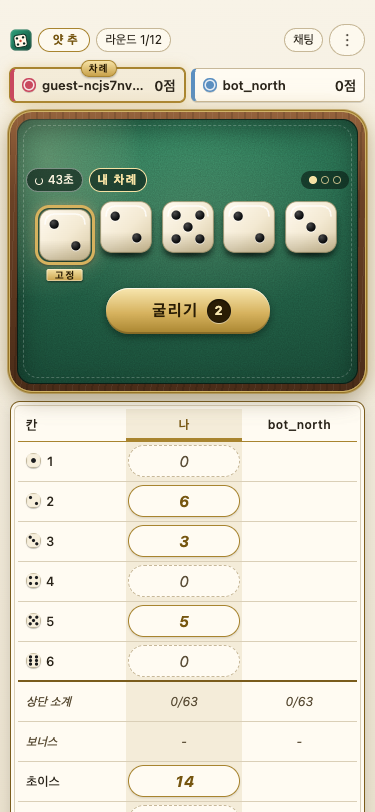 얏 추 라운드 1/12 채팅
차례
guest-ncjs7nv... 0점 bot_north 0점
43초 내 차례
고정
굴리기 2
칸 나 bot_north
1 0
2 6
3 3
4 0
5 5
6 0
상단 소계 0/63 0/63
보너스 - -
초이스 14